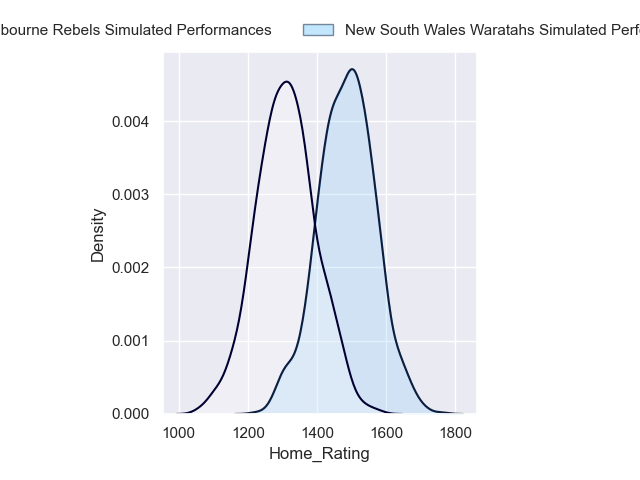 bourne Rebels Simulated Performances New South Wales Waratahs Simulated Perf
0.004
0.003
0.002
0.001
0.000
Density
1000 1200 1400 1600 1800
Home_Rating